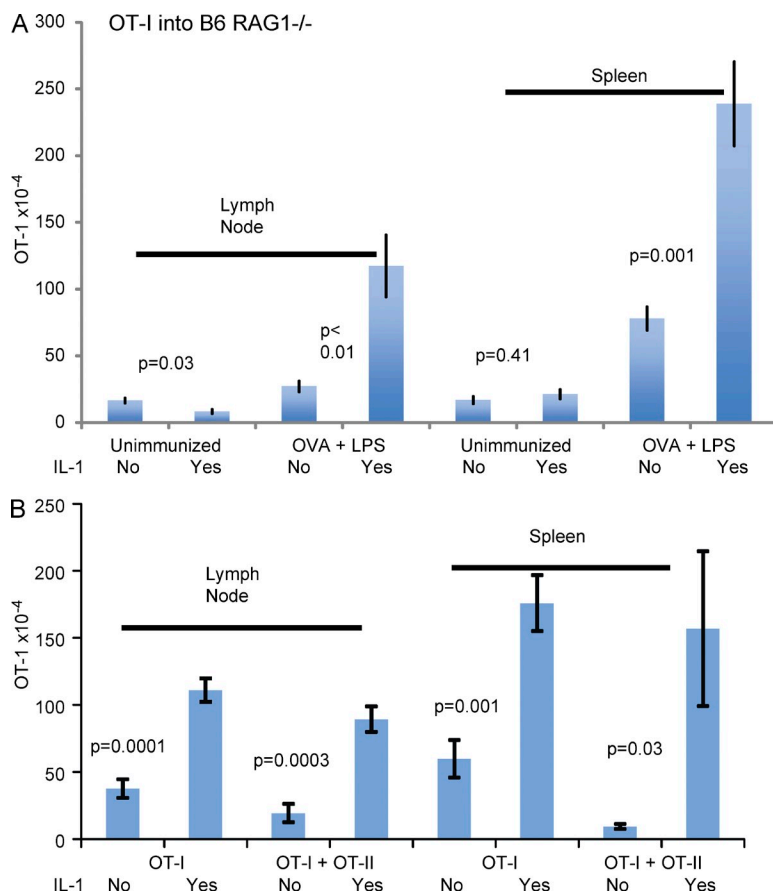 A
OT-I into B6 RAG1-/-
300
250
200
150
100
50
0
OT-1 x10-4
Lymph
Node
Spleen
p=0.03
p<
0.01
p=0.41
p=0.001
Unimmunized OVA + LPS Unimmunized OVA + LPS
IL-1 No Yes No Yes No Yes No Yes
B
250
200
150
100
50
0
OT-1 x10-4
Lymph
Node
Spleen
p=0.0001
p=0.0003
p=0.001
p=0.03
OT-I OT-I + OT-II OT-I OT-I + OT-II
IL-1 No Yes No Yes No Yes No Yes